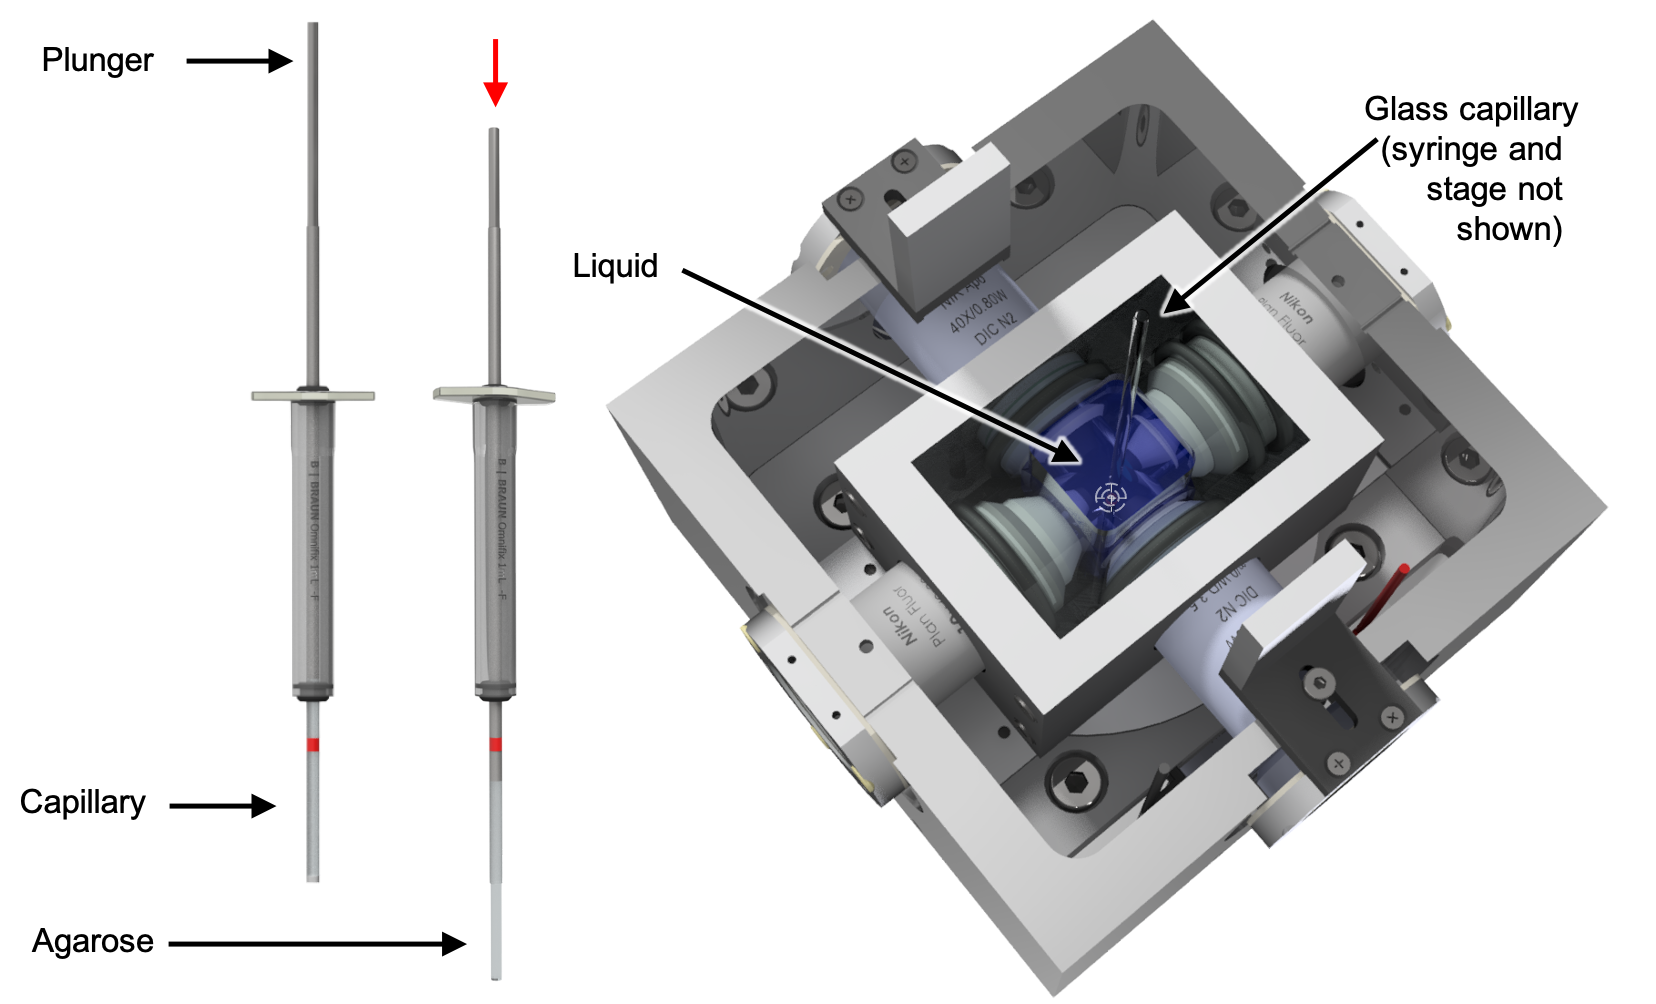 Plunger
Capillary
Agarose
B | BRAUN Omnifix 1mL -F
B | BRAUN Omnifix 1mL -F
Liquid
Glass capillary
(syringe and
stage not
shown)
NIR Apo
40X/0.80W
DIC N2
Nikon
Plan Fluor
Nikon
Plan Fluor
DIC N2